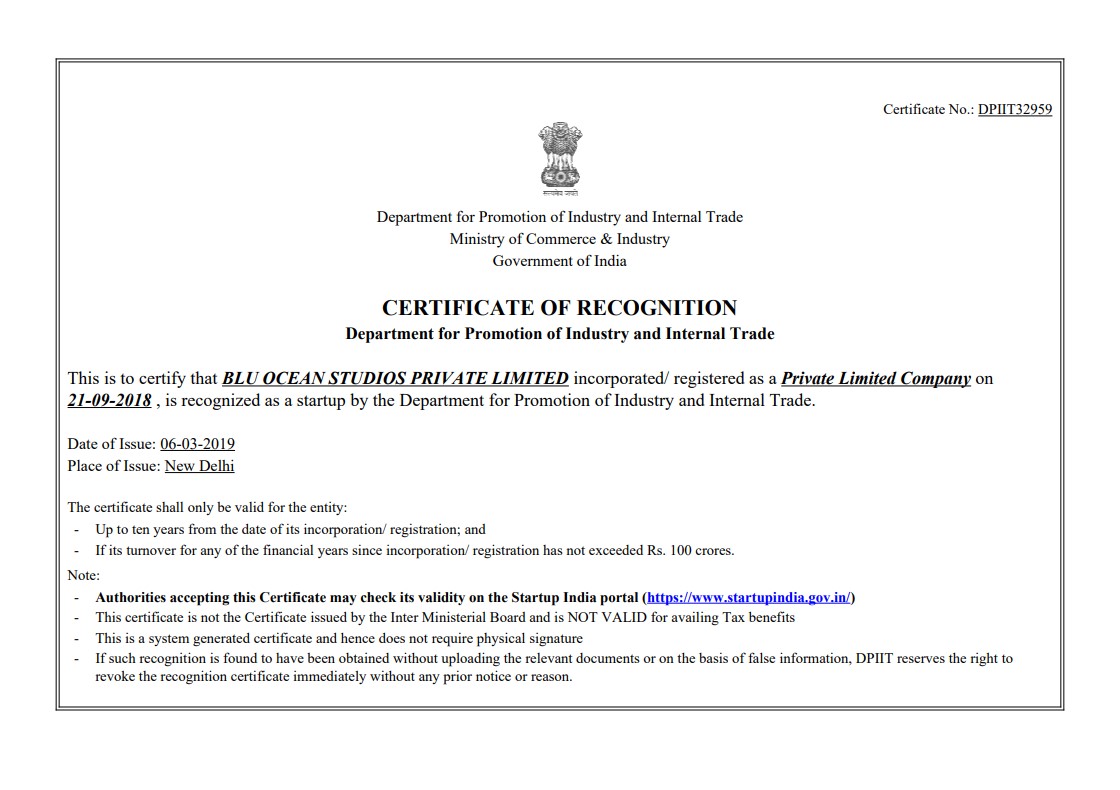 Certificate No.: DPIIT32959
सत्यमेव जयते
Department for Promotion of Industry and Internal Trade
Ministry of Commerce & Industry
Government of India
CERTIFICATE OF RECOGNITION
Department for Promotion of Industry and Internal Trade
This is to certify that BLU OCEAN STUDIOS PRIVATE LIMITED incorporated/ registered as a Private Limited Company on
21-09-2018 , is recognized as a startup by the Department for Promotion of Industry and Internal Trade.
Date of Issue: 06-03-2019
Place of Issue: New Delhi
The certificate shall only be valid for the entity:
- Up to ten years from the date of its incorporation/ registration; and
- If its turnover for any of the financial years since incorporation/ registration has not exceeded Rs. 100 crores.
Note:
- Authorities accepting this Certificate may check its validity on the Startup India portal (https://www.startupindia.gov.in/)
- This certificate is not the Certificate issued by the Inter Ministerial Board and is NOT VALID for availing Tax benefits
- This is a system generated certificate and hence does not require physical signature
- If such recognition is found to have been obtained without uploading the relevant documents or on the basis of false information, DPIIT reserves the right to
revoke the recognition certificate immediately without any prior notice or reason.